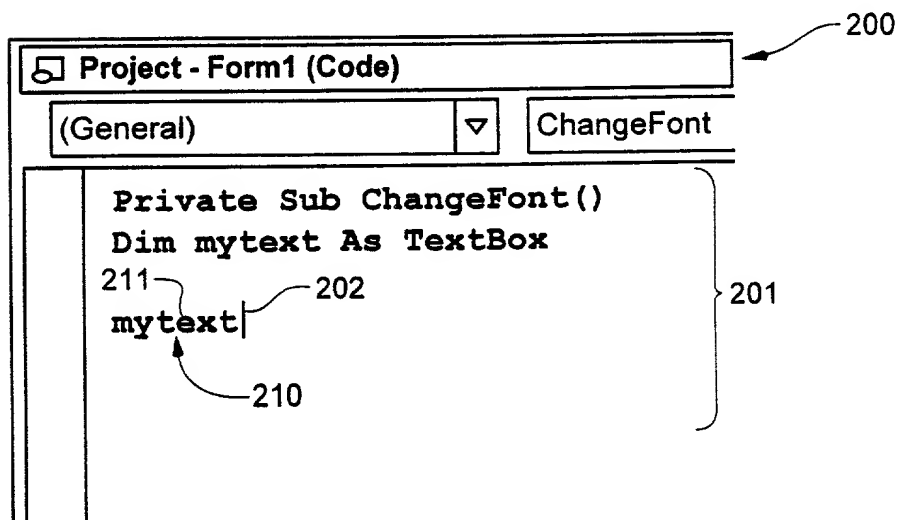 200
Project - Form1 (Code)
(General) ChangeFont
Private Sub ChangeFont()
Dim mytext As TextBox
211 202 201
mytext
210